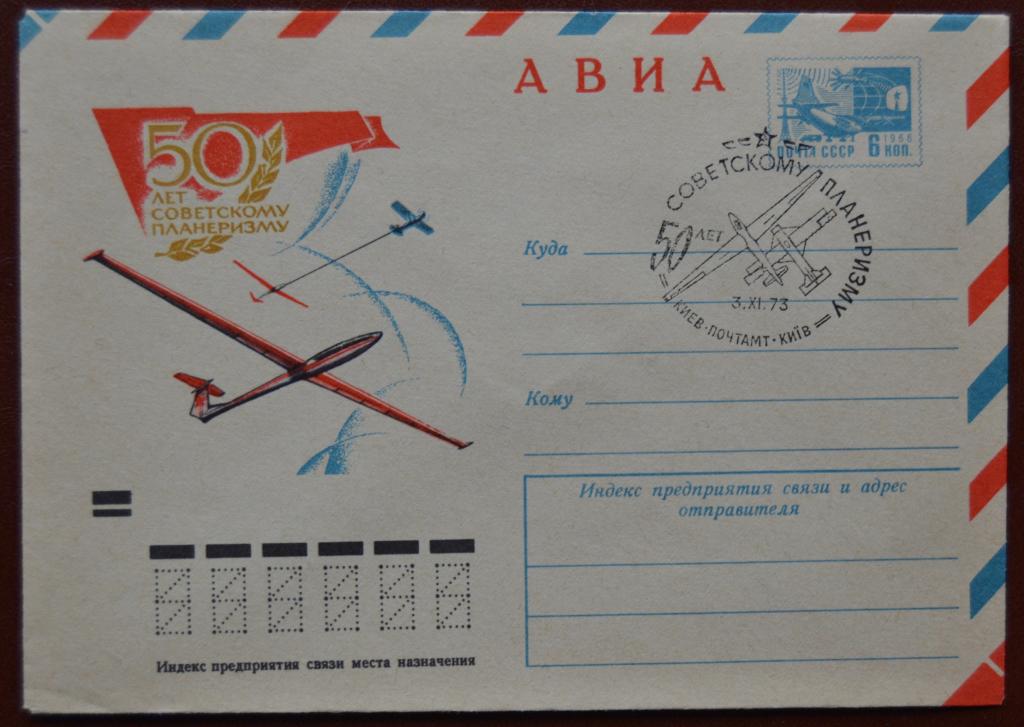 АВИА
50
ЛЕТ
СОВЕТСКОМУ
ПЛАНЕРИЗМУ
1966
ПОЧТА СССР 6 КОП.
СОВЕТСКОМУ ПЛАНЕРИЗМУ
50 ЛЕТ
3.XI.73
КИЕВ·ПОЧТАМТ·КИЇВ
Куда
Кому
Индекс предприятия связи и адрес
отправителя
Индекс предприятия связи места назначения